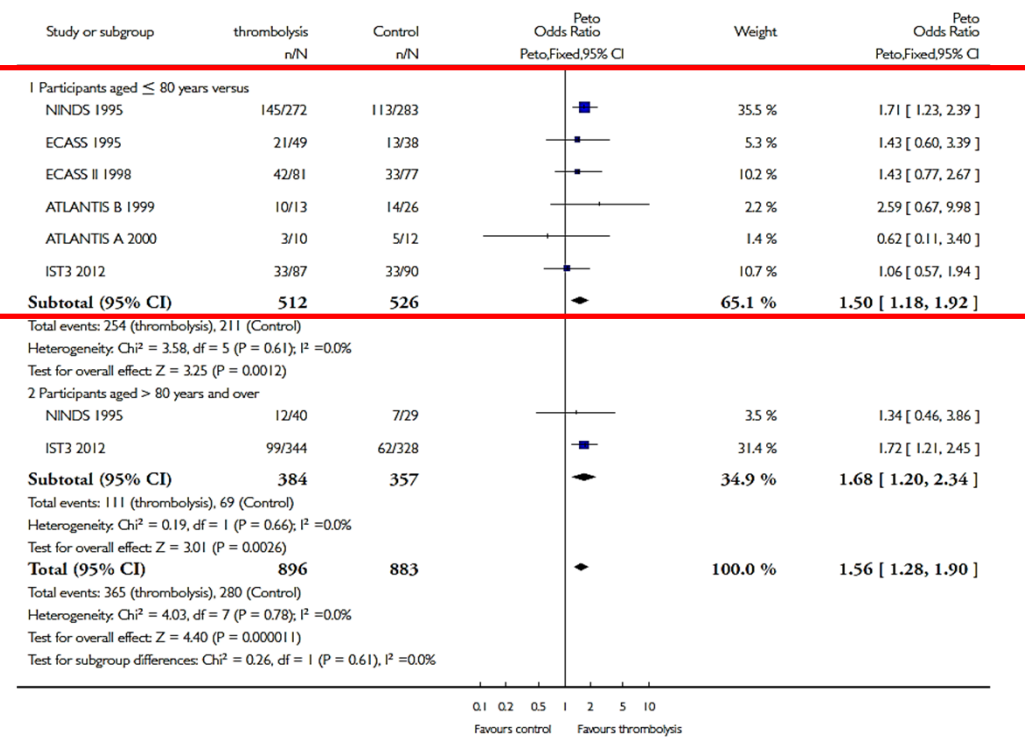 Peto Peto
Study or subgroup thrombolysis Control Odds Ratio Weight Odds Ratio
n/N n/N Peto,Fixed,95% CI Peto,Fixed,95% CI
1 Participants aged ≤ 80 years versus
NINDS 1995 145/272 113/283 35.5 % 1.71 [ 1.23, 2.39 ]
ECASS 1995 21/49 13/38 5.3 % 1.43 [ 0.60, 3.39 ]
ECASS II 1998 42/81 33/77 10.2 % 1.43 [ 0.77, 2.67 ]
ATLANTIS B 1999 10/13 14/26 2.2 % 2.59 [ 0.67, 9.98 ]
ATLANTIS A 2000 3/10 5/12 1.4 % 0.62 [ 0.11, 3.40 ]
IST3 2012 33/87 33/90 10.7 % 1.06 [ 0.57, 1.94 ]
Subtotal (95% CI) 512 526 65.1 % 1.50 [ 1.18, 1.92 ]
Total events: 254 (thrombolysis), 211 (Control)
Heterogeneity: Chi² = 3.58, df = 5 (P = 0.61); I² =0.0%
Test for overall effect: Z = 3.25 (P = 0.0012)
2 Participants aged > 80 years and over
NINDS 1995 12/40 7/29 3.5 % 1.34 [ 0.46, 3.86 ]
IST3 2012 99/344 62/328 31.4 % 1.72 [ 1.21, 2.45 ]
Subtotal (95% CI) 384 357 34.9 % 1.68 [ 1.20, 2.34 ]
Total events: 111 (thrombolysis), 69 (Control)
Heterogeneity: Chi² = 0.19, df = 1 (P = 0.66); I² =0.0%
Test for overall effect: Z = 3.01 (P = 0.0026)
Total (95% CI) 896 883 100.0 % 1.56 [ 1.28, 1.90 ]
Total events: 365 (thrombolysis), 280 (Control)
Heterogeneity: Chi² = 4.03, df = 7 (P = 0.78); I² =0.0%
Test for overall effect: Z = 4.40 (P = 0.000011)
Test for subgroup differences: Chi² = 0.26, df = 1 (P = 0.61), I² =0.0%
0.1 0.2 0.5 1 2 5 10
Favours control Favours thrombolysis